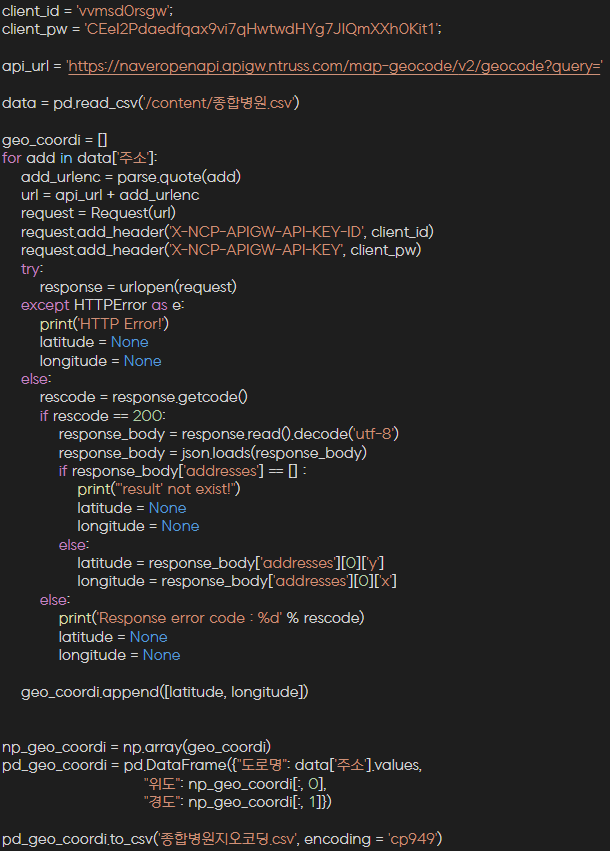 client_id = 'vvmsd0rsgw';
client_pw = 'CEeI2Pdaedfqax9vi7qHwtwdHYg7JIQmXXh0Kit1';
api_url = 'https://naveropenapi.apigw.ntruss.com/map-geocode/v2/geocode?query='
data = pd.read_csv('/content/종합병원.csv')
geo_coordi = []
for add in data['주소']:
    add_urlenc = parse.quote(add)
    url = api_url + add_urlenc
    request = Request(url)
    request.add_header('X-NCP-APIGW-API-KEY-ID', client_id)
    request.add_header('X-NCP-APIGW-API-KEY', client_pw)
    try:
        response = urlopen(request)
    except HTTPError as e:
        print('HTTP Error!')
        latitude = None
        longitude = None
    else:
        rescode = response.getcode()
        if rescode == 200:
            response_body = response.read().decode('utf-8')
            response_body = json.loads(response_body)
            if response_body['addresses'] == [] :
                print("'result' not exist!")
                latitude = None
                longitude = None
            else:
                latitude = response_body['addresses'][0]['y']
                longitude = response_body['addresses'][0]['x']
        else:
            print('Response error code : %d' % rescode)
            latitude = None
            longitude = None
    geo_coordi.append([latitude, longitude])
np_geo_coordi = np.array(geo_coordi)
pd_geo_coordi = pd.DataFrame({"도로명": data['주소'].values,
                              "위도": np_geo_coordi[:, 0],
                              "경도": np_geo_coordi[:, 1]})
pd_geo_coordi.to_csv('종합병원지오코딩.csv', encoding = 'cp949')